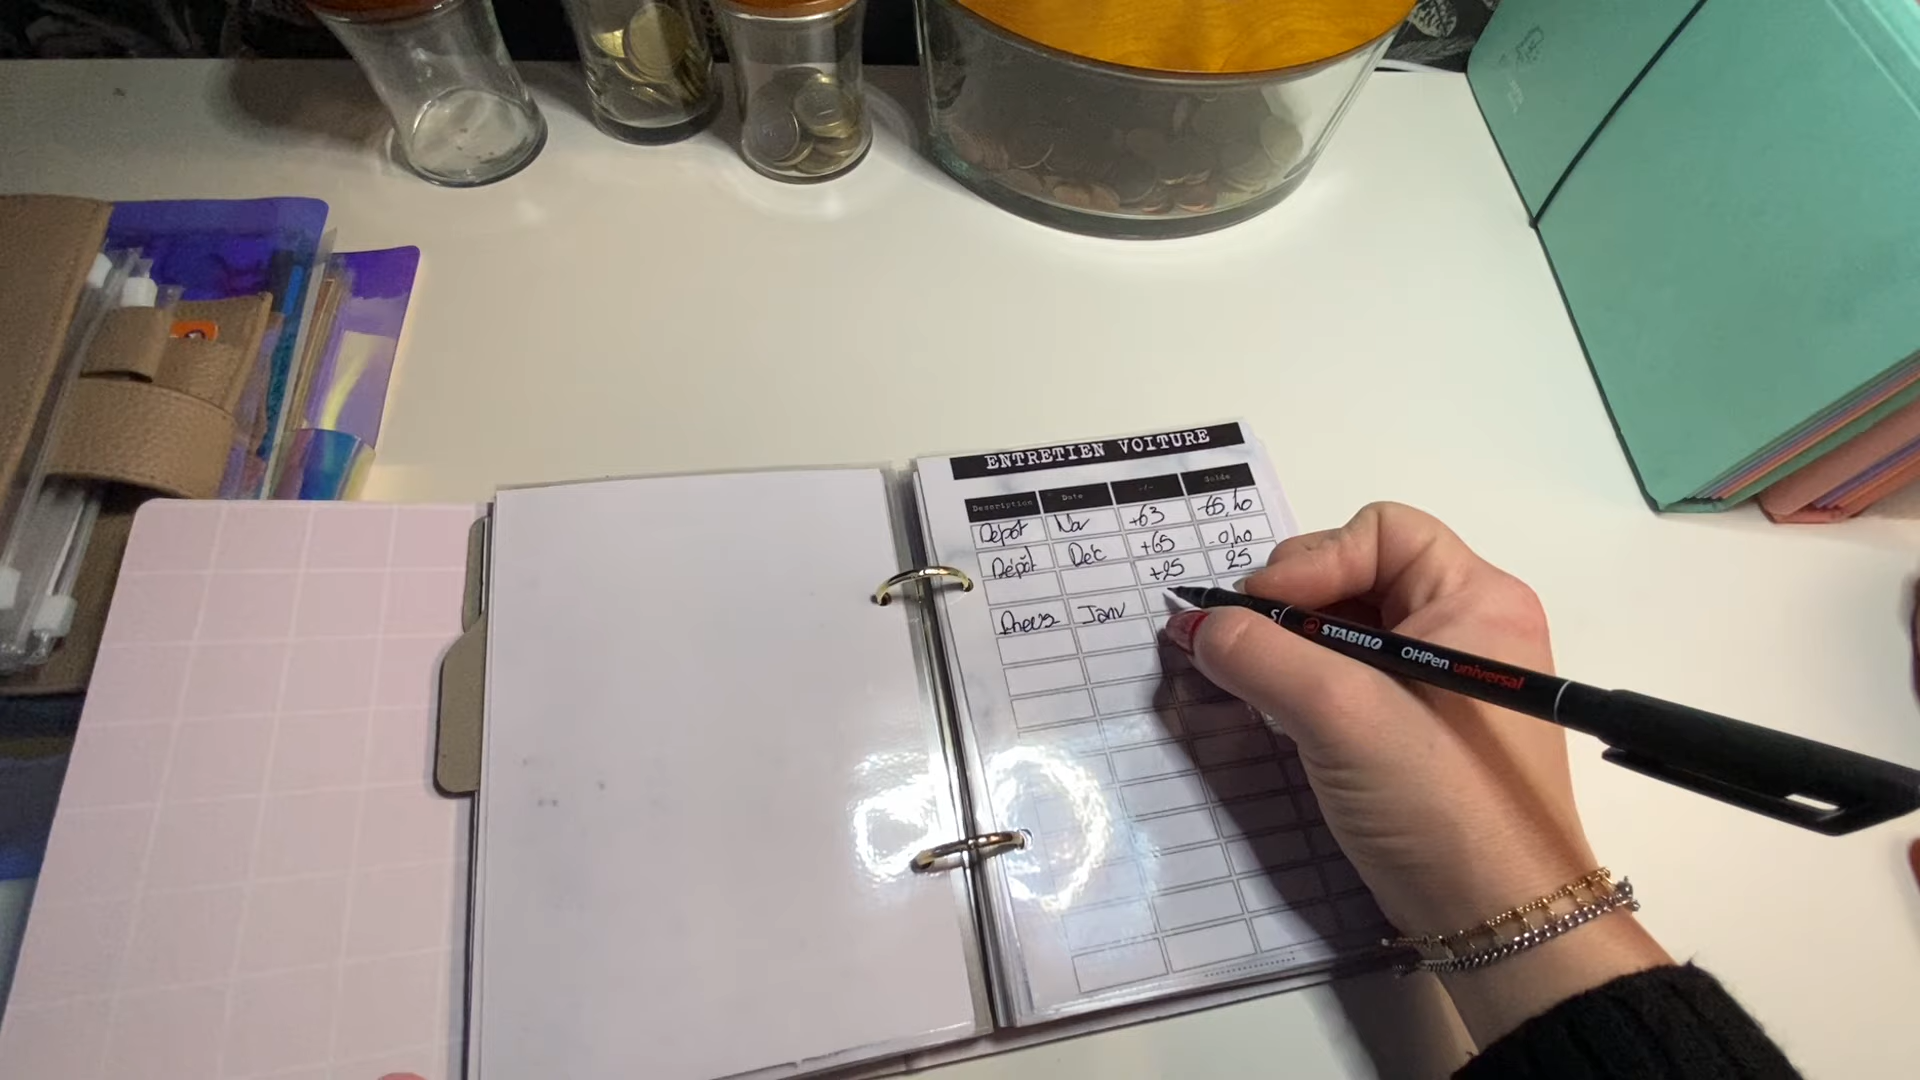 ENTRETIEN VOITURE
Description Date +/- Solde
Dépôt Nov +63 -65,40
Dépôt Déc +65 -0,40
+25 25
Pneus Janv
S STABILO OHPen universal